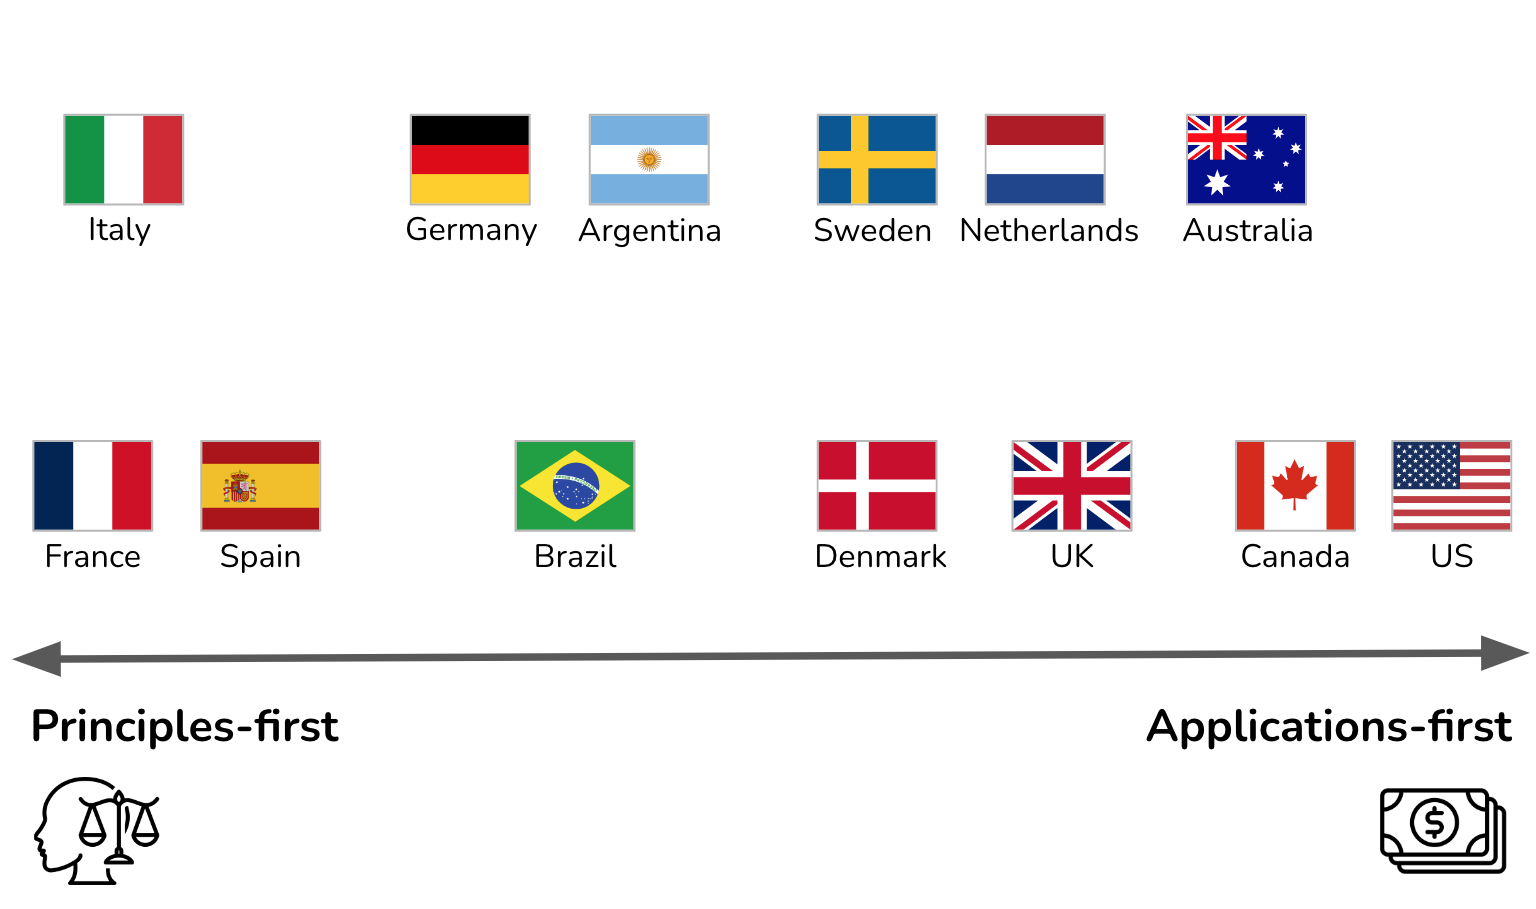 Italy
Germany
Argentina
Sweden
Netherlands
Australia
France
Spain
Brazil
Denmark
UK
Canada
US
Principles-first
Applications-first
$